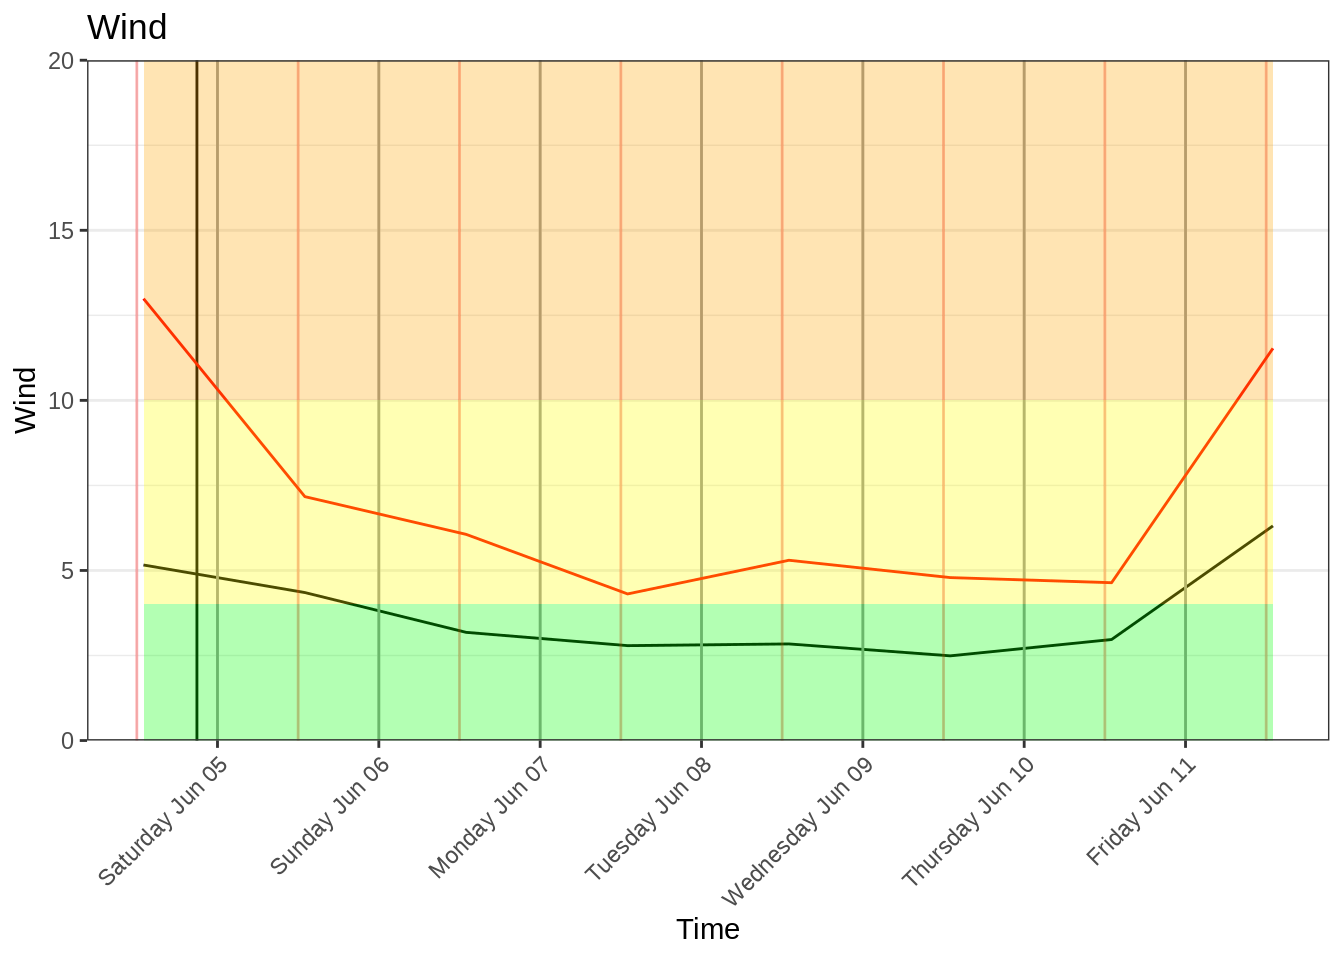 Wind
20
15
10
5
0
Wind
Saturday Jun 05
Sunday Jun 06
Monday Jun 07
Tuesday Jun 08
Wednesday Jun 09
Thursday Jun 10
Friday Jun 11
Time